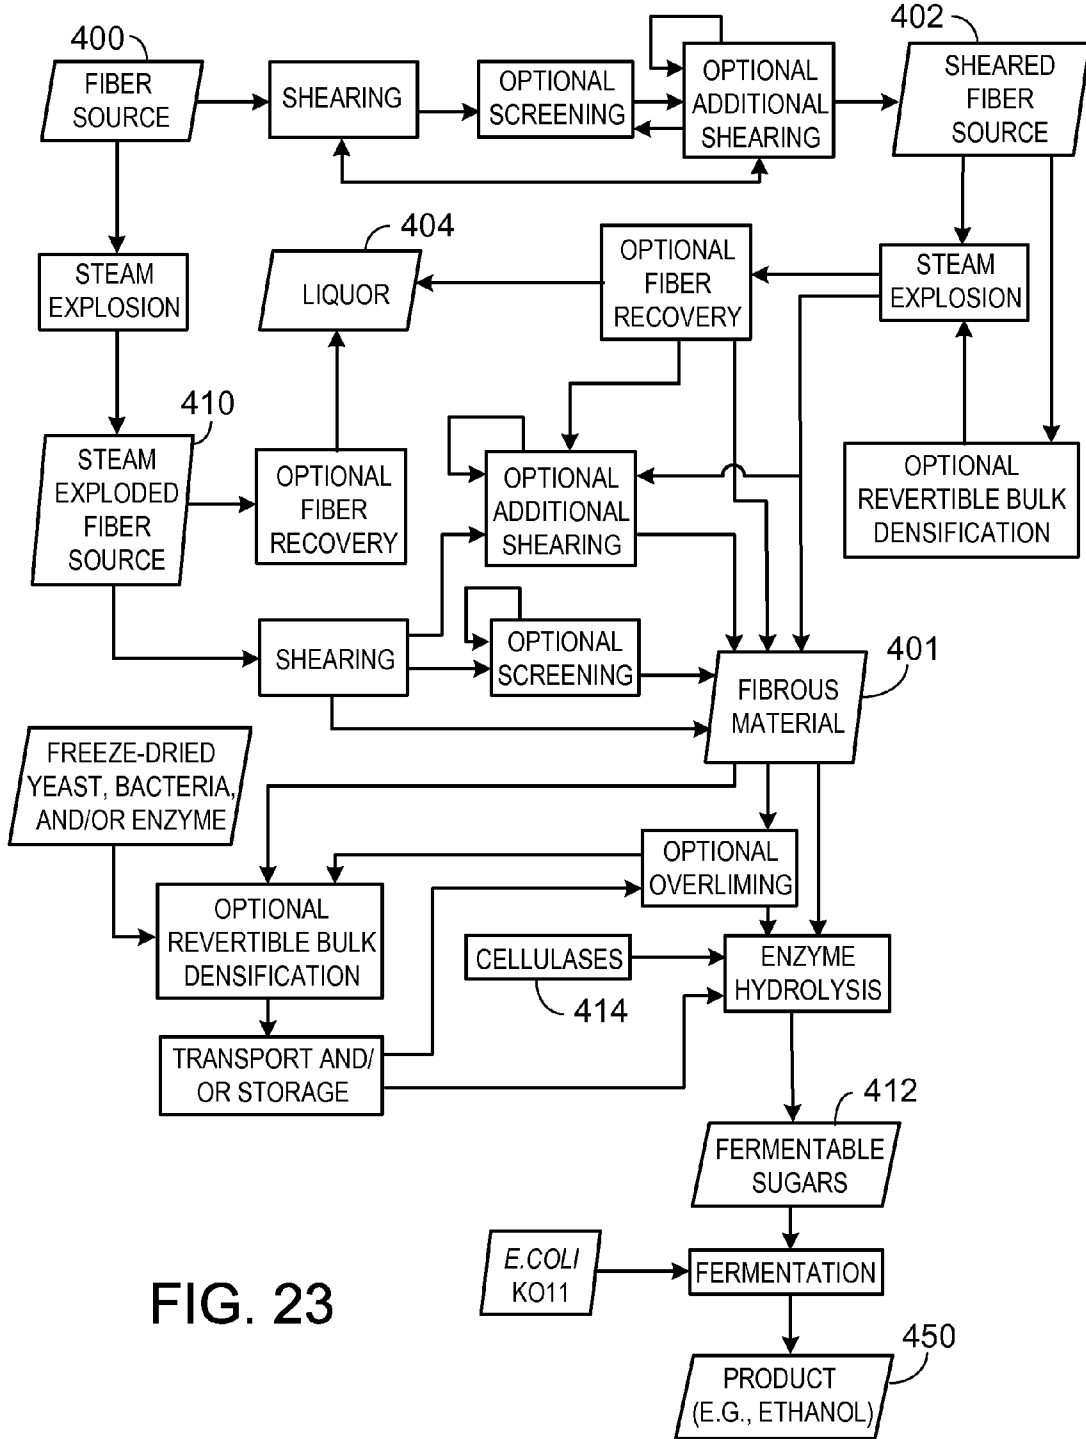 400
FIBER
SOURCE
SHEARING
OPTIONAL
SCREENING
OPTIONAL
ADDITIONAL
SHEARING
402
SHEARED
FIBER
SOURCE
STEAM
EXPLOSION
404
LIQUOR
OPTIONAL
FIBER
RECOVERY
STEAM
EXPLOSION
410
STEAM
EXPLODED
FIBER
SOURCE
OPTIONAL
FIBER
RECOVERY
OPTIONAL
ADDITIONAL
SHEARING
OPTIONAL
REVERTIBLE BULK
DENSIFICATION
SHEARING
OPTIONAL
SCREENING
401
FIBROUS
MATERIAL
FREEZE-DRIED
YEAST, BACTERIA,
AND/OR ENZYME
OPTIONAL
OVERLIMING
OPTIONAL
REVERTIBLE BULK
DENSIFICATION
CELLULASES
414
ENZYME
HYDROLYSIS
TRANSPORT AND/
OR STORAGE
412
FERMENTABLE
SUGARS
E.COLI
KO11
FERMENTATION
FIG. 23
450
PRODUCT
(E.G., ETHANOL)